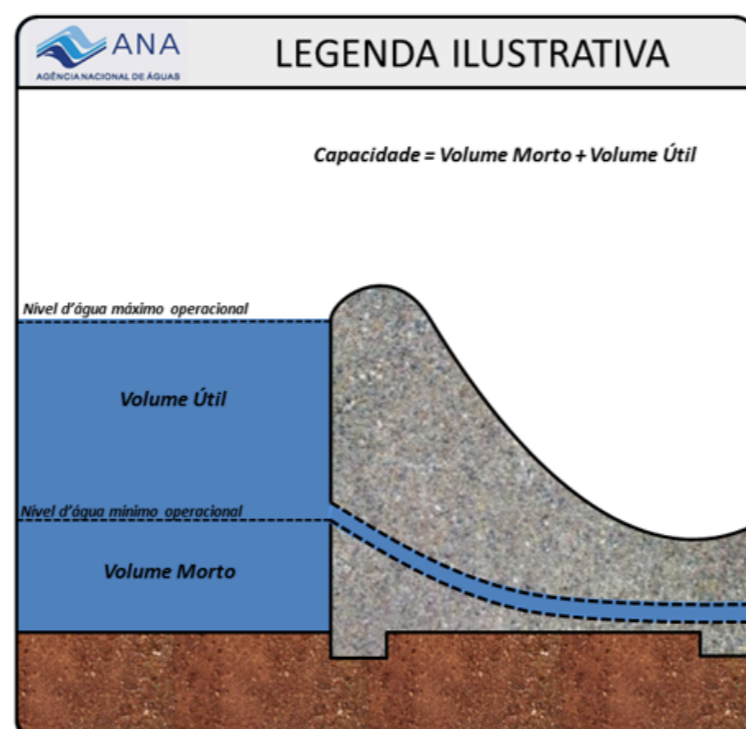 ANA
AGÊNCIA NACIONAL DE ÁGUAS
LEGENDA ILUSTRATIVA
Capacidade = Volume Morto + Volume Útil
Nível d'água máximo operacional
Volume Útil
Nível d'água mínimo operacional
Volume Morto